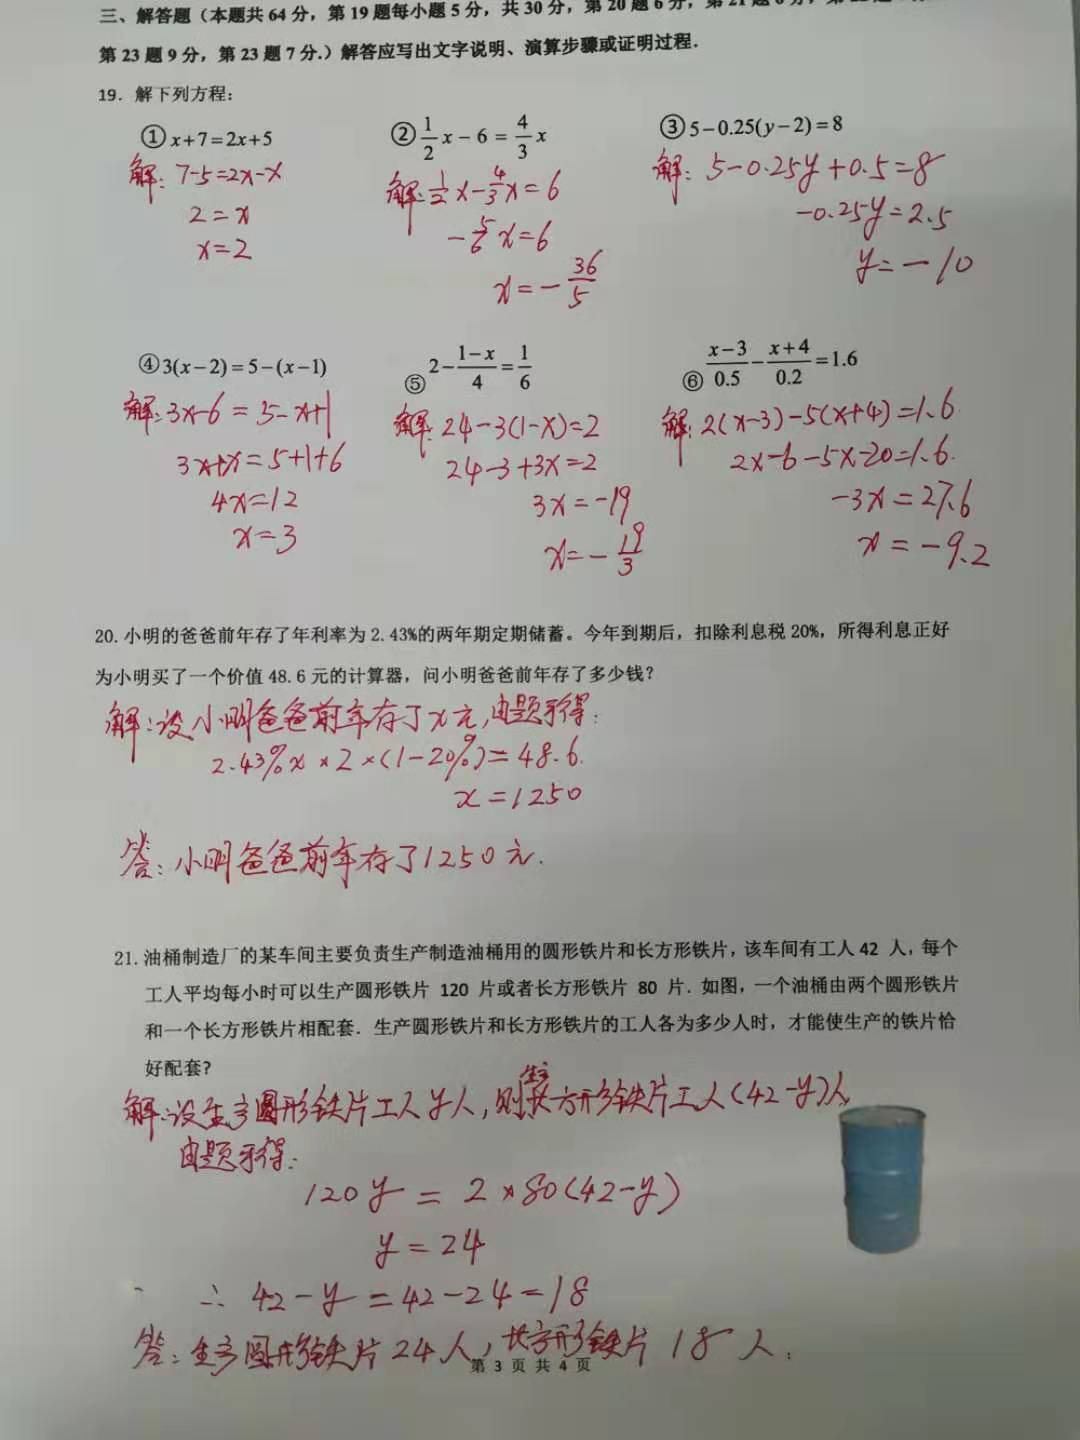 三、解答题（本题共 64 分，第 19 题每小题 5 分，共 30 分，第 20 题 6 分，
第 23 题 9 分，第 23 题 7 分.）解答应写出文字说明、演算步骤或证明过程.
19. 解下列方程:
① x+7=2x+5 ② 1/2 x-6=4/3 x ③ 5-0.25(y-2)=8
解: 7-5=2x-x
2=x
x=2
解: 1/2 x-4/3 x=6
-5/6 x=6
x=-36/5
解: 5-0.25y+0.5=8
-0.25y=2.5
y=-10
④ 3(x-2)=5-(x-1) ⑤ 2-(1-x)/4=1/6 ⑥ (x-3)/0.5-(x+4)/0.2=1.6
解: 3x-6=5-x+1
3x+x=5+1+6
4x=12
x=3
解: 24-3(1-x)=2
24-3+3x=2
3x=-19
x=-19/3
解: 2(x-3)-5(x+4)=1.6
2x-6-5x-20=1.6.
-3x=27.6
x=-9.2
20. 小明的爸爸前年存了年利率为 2.43%的两年期定期储蓄。今年到期后，扣除利息税 20%，所得利息正好
为小明买了一个价值 48.6 元的计算器，问小明爸爸前年存了多少钱？
解:设小明爸爸前年存了x元,由题可得:
2.43%x×2×(1-20%)=48.6.
x=1250
答:小明爸爸前年存了1250元.
21. 油桶制造厂的某车间主要负责生产制造油桶用的圆形铁片和长方形铁片，该车间有工人 42 人，每个
工人平均每小时可以生产圆形铁片 120 片或者长方形铁片 80 片．如图，一个油桶由两个圆形铁片
和一个长方形铁片相配套．生产圆形铁片和长方形铁片的工人各为多少人时，才能使生产的铁片恰
好配套?
解:设生产圆形铁片工人y人,则生产长方形铁片工人(42-y)人
由题可得:
120y=2×80(42-y)
y=24
∴ 42-y=42-24=18
答:生产圆形铁片24人,长方形铁片18人.
第 3 页 共 4 页